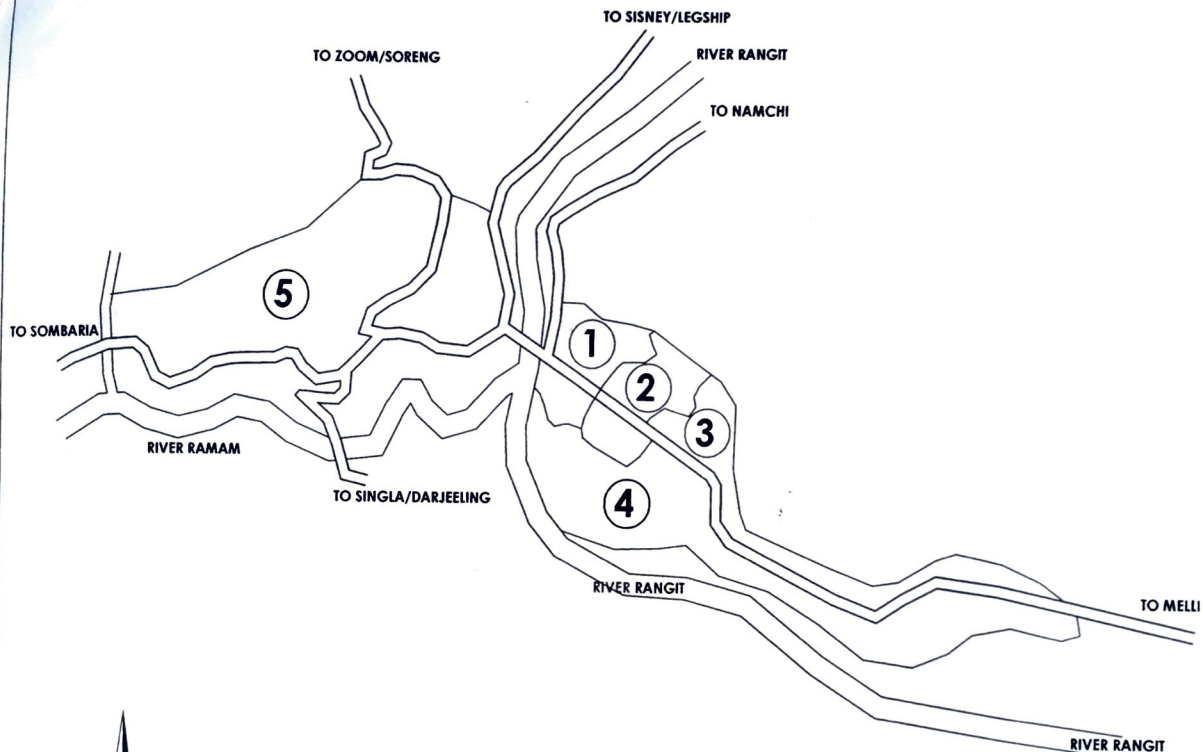 TO SISNEY/LEGSHIP
TO ZOOM/SORENG
RIVER RANGIT
TO NAMCHI
5
TO SOMBARIA
1
2
3
RIVER RAMAM
TO SINGLA/DARJEELING
4
RIVER RANGIT
TO MELLI
RIVER RANGIT